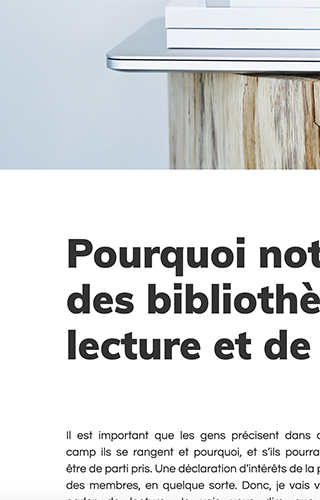 Pourquoi not
des bibliothè
lecture et de
Il est important que les gens précisent dans
camp ils se rangent et pourquoi, et s'ils pourra
être de parti pris. Une déclaration d'intérêts de la p
des membres, en quelque sorte. Donc, je vais v